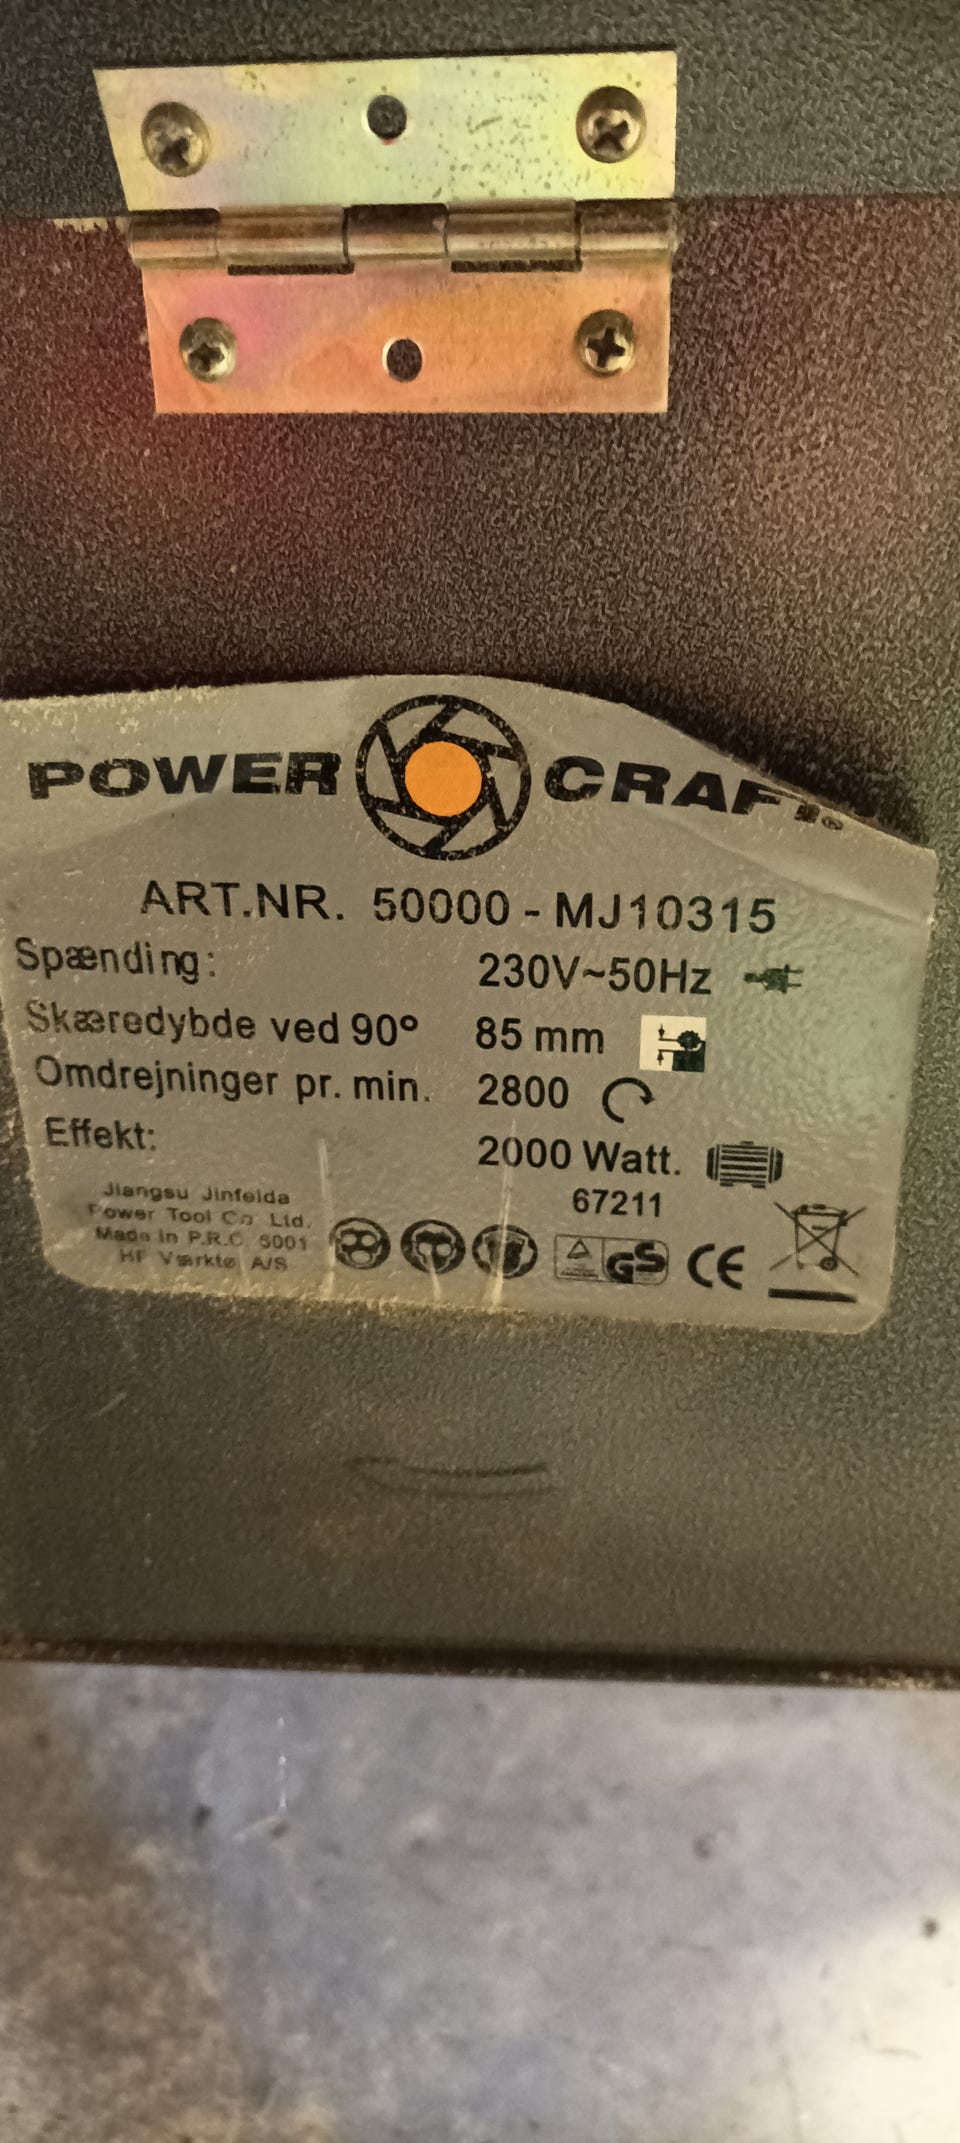 POWER CRAFT®
ART.NR. 50000 - MJ10315
Spænding: 230V~50Hz
Skæredybde ved 90° 85 mm
Omdrejninger pr. min. 2800
Effekt: 2000 Watt.
67211
Jiangsu Jinfeida
Power Tool Co Ltd.
Made in P.R.C 5001
HF Værktø A/S
GS
CE